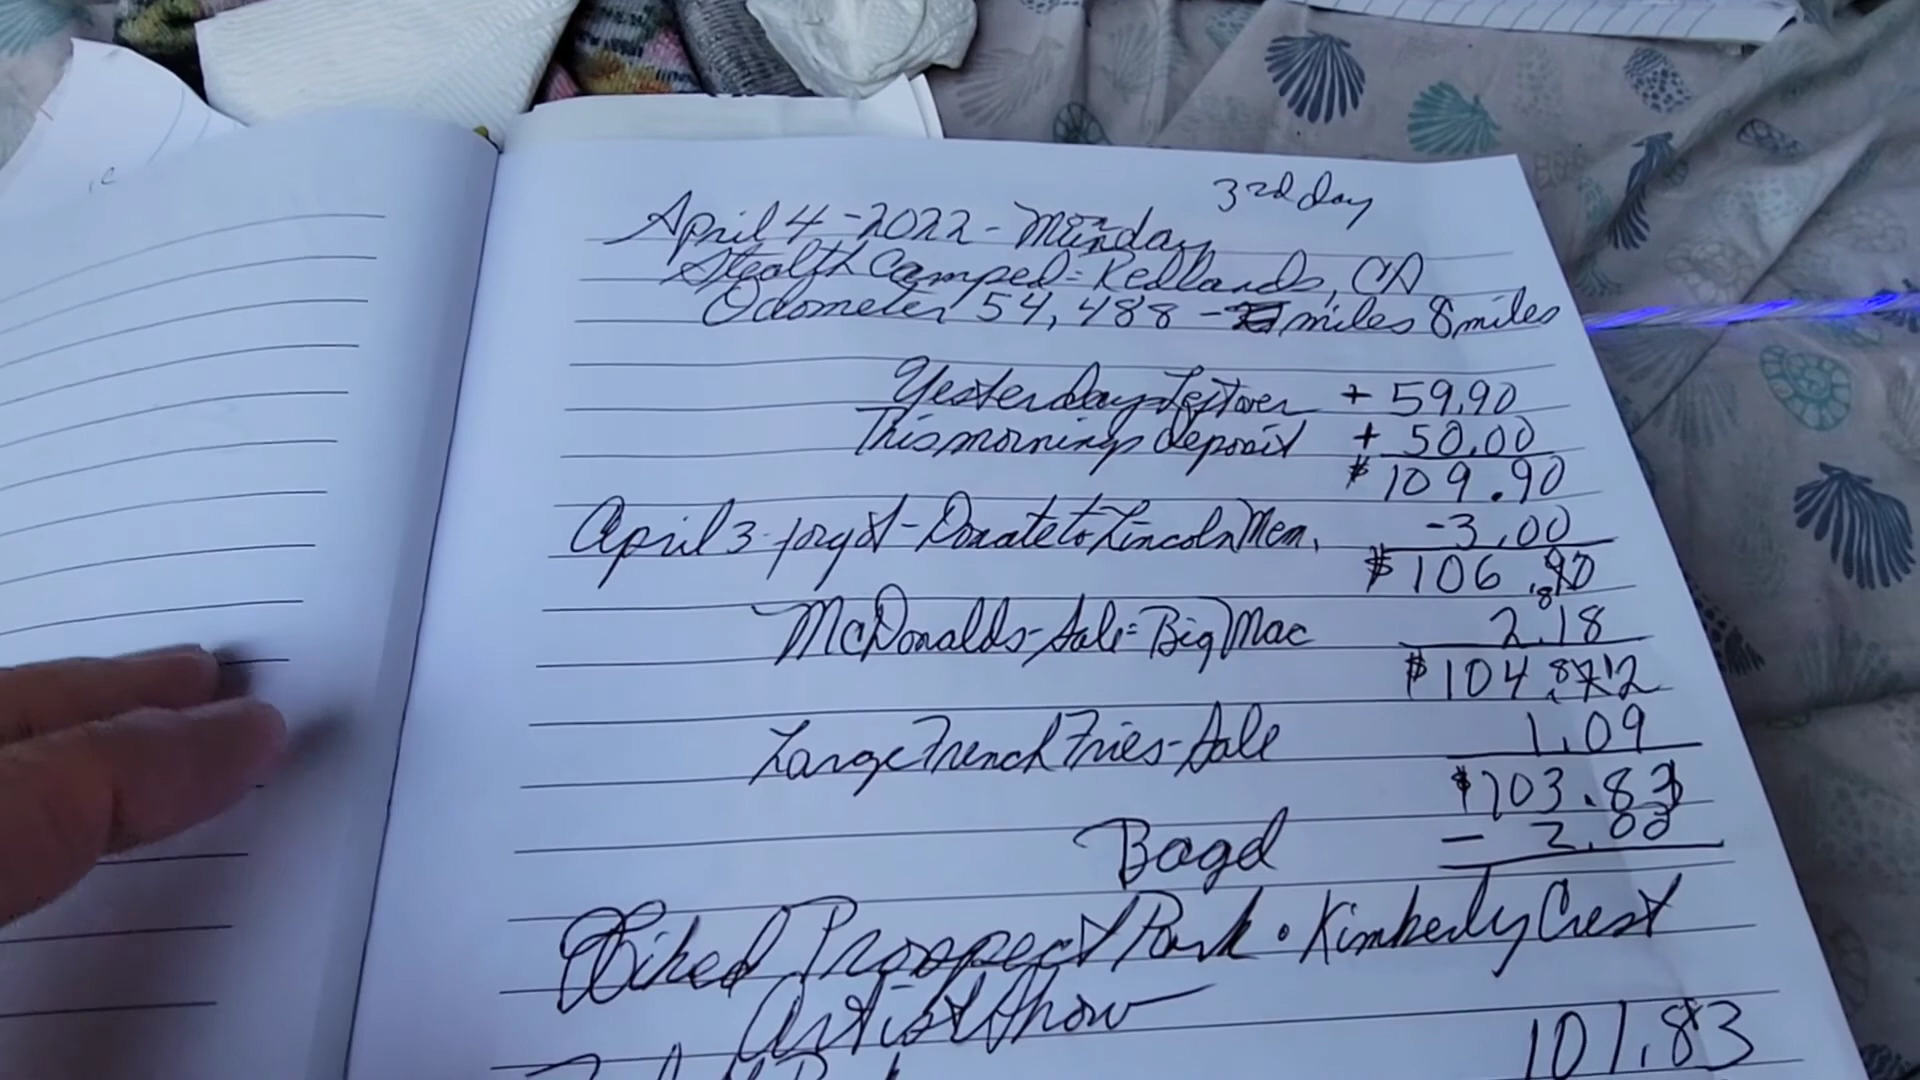 3rd day
April 4-2022 - Monday
Stealth Camped = Redlands, CA
Odometer 54,488 - miles 8 miles
Yesterday Leftover + 59.90
This mornings deposit + 50.00
$109.90
April 3 - forgot - Donate to Lincoln Mem. -3.00
$106.90
McDonalds - Sale = Big Mac 2.18
$104.72
Large French Fries - Sale 1.09
$103.83
Bagel - 2.00
Hiked Prospect Park • Kimberly Crest
Artist Show
101.83